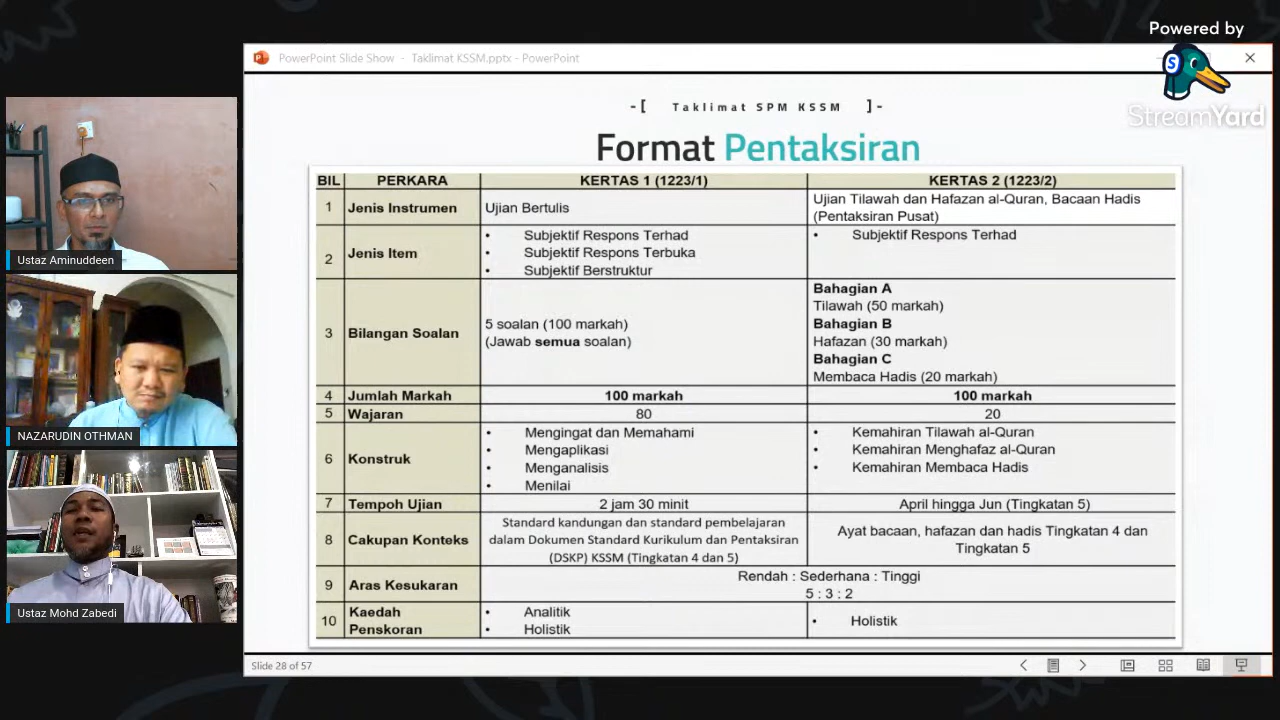 Powered by
StreamYard
PowerPoint Slide Show - Taklimat KSSM.pptx - PowerPoint
-[ Taklimat SPM KSSM ]-
Format Pentaksiran
BIL PERKARA KERTAS 1 (1223/1) KERTAS 2 (1223/2)
1 Jenis Instrumen Ujian Bertulis
Ujian Tilawah dan Hafazan al-Quran, Bacaan Hadis
(Pentaksiran Pusat)
2 Jenis Item
• Subjektif Respons Terhad
• Subjektif Respons Terbuka
• Subjektif Berstruktur
• Subjektif Respons Terhad
3 Bilangan Soalan
5 soalan (100 markah)
(Jawab semua soalan)
Bahagian A
Tilawah (50 markah)
Bahagian B
Hafazan (30 markah)
Bahagian C
Membaca Hadis (20 markah)
4 Jumlah Markah 100 markah 100 markah
5 Wajaran 80 20
6 Konstruk
• Mengingat dan Memahami
• Mengaplikasi
• Menganalisis
• Menilai
• Kemahiran Tilawah al-Quran
• Kemahiran Menghafaz al-Quran
• Kemahiran Membaca Hadis
7 Tempoh Ujian 2 jam 30 minit April hingga Jun (Tingkatan 5)
8 Cakupan Konteks
Standard kandungan dan standard pembelajaran
dalam Dokumen Standard Kurikulum dan Pentaksiran
(DSKP) KSSM (Tingkatan 4 dan 5)
Ayat bacaan, hafazan dan hadis Tingkatan 4 dan
Tingkatan 5
9 Aras Kesukaran
Rendah : Sederhana : Tinggi
5 : 3 : 2
10 Kaedah
Penskoran
• Analitik
• Holistik
• Holistik
Slide 28 of 57
Ustaz Aminuddeen
NAZARUDIN OTHMAN
Ustaz Mohd Zabedi